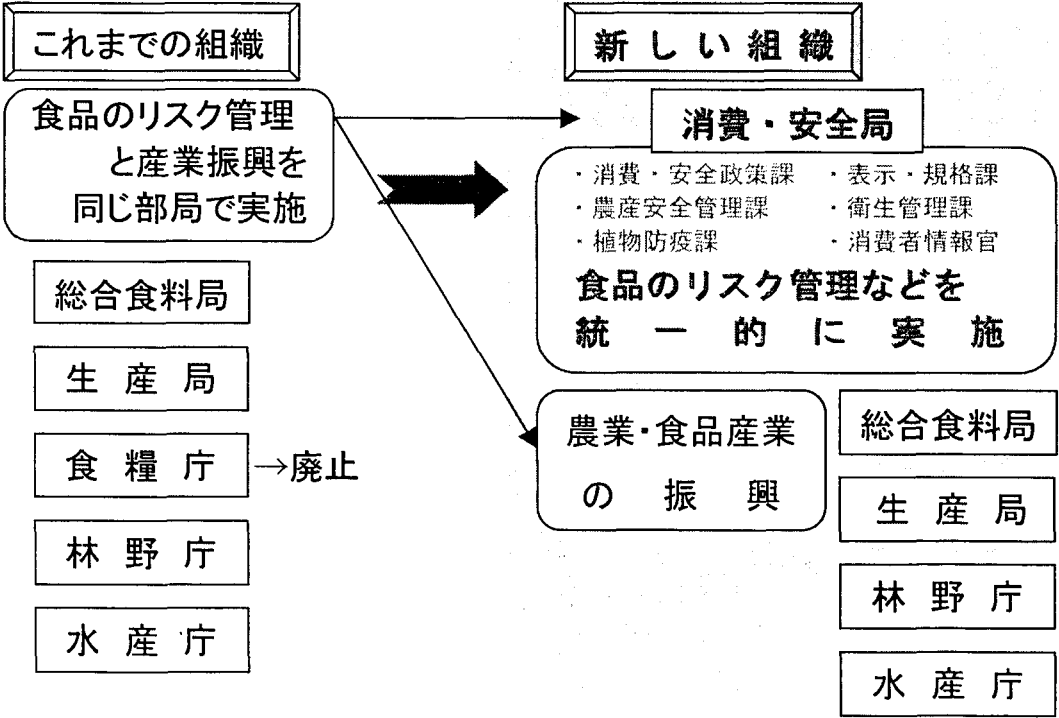 これまでの組織
食品のリスク管理
と産業振興を
同じ部局で実施
総合食料局
生産局
食糧庁→廃止
林野庁
水産庁
新しい組織
消費・安全局
・消費・安全政策課 ・表示・規格課
・農産安全管理課 ・衛生管理課
・植物防疫課 ・消費者情報官
食品のリスク管理などを
統一的に実施
農業・食品産業
の振興
総合食料局
生産局
林野庁
水産庁